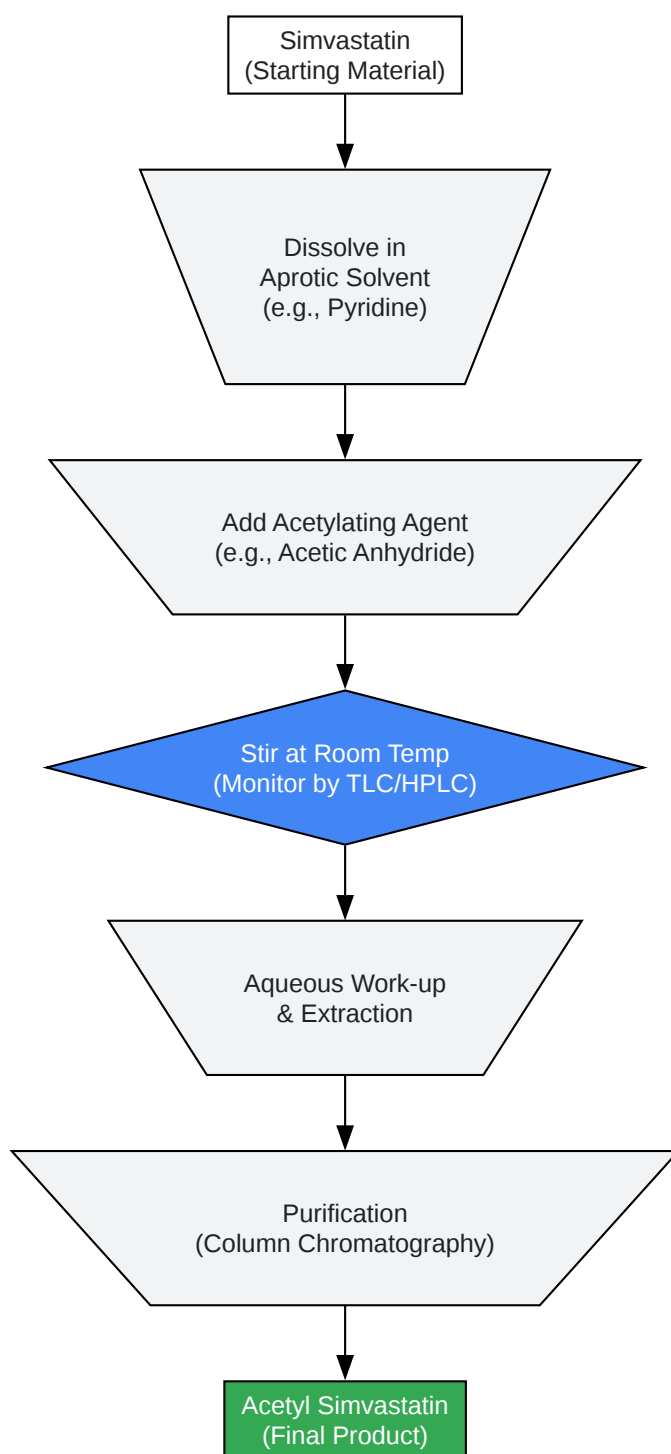 Simvastatin
(Starting Material)
Dissolve in
Aprotic Solvent
(e.g., Pyridine)
Add Acetylating Agent
(e.g., Acetic Anhydride)
Stir at Room Temp
(Monitor by TLC/HPLC)
Aqueous Work-up
& Extraction
Purification
(Column Chromatography)
Acetyl Simvastatin
(Final Product)